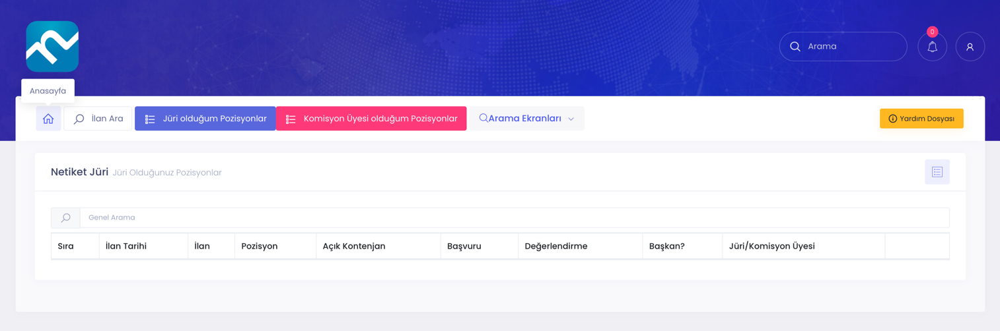 Arama
0
Anasayfa
İlan Ara
Jüri olduğum Pozisyonlar
Komisyon Üyesi olduğum Pozisyonlar
Arama Ekranları
Yardım Dosyası
Netiket Jüri Jüri Olduğunuz Pozisyonlar
Genel Arama
Sıra İlan Tarihi İlan Pozisyon Açık Kontenjan Başvuru Değerlendirme Başkan? Jüri/Komisyon Üyesi